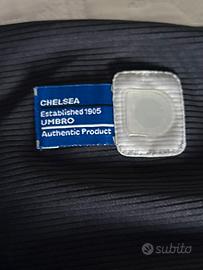 CHELSEA
Established 1905
UMBRO
Authentic Product
subito